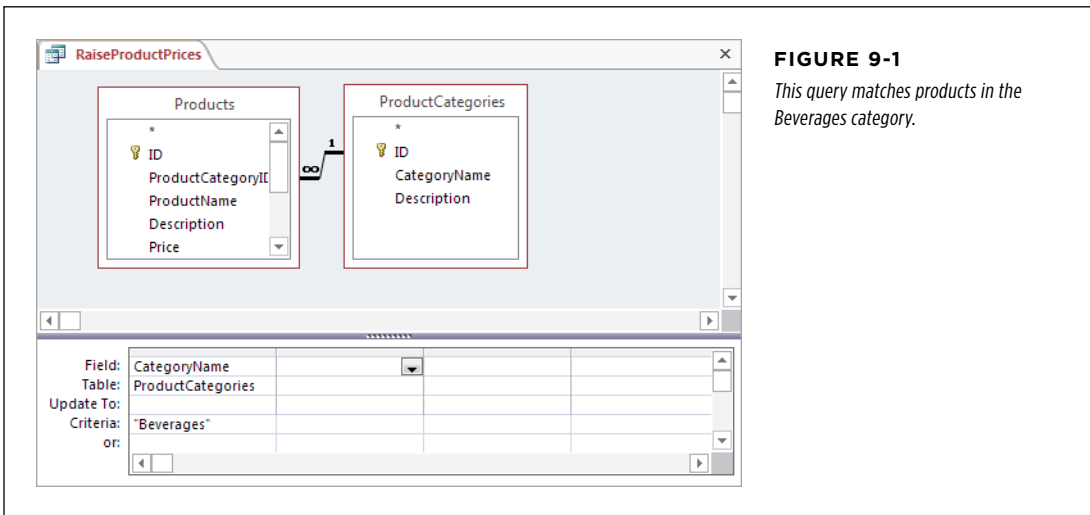 RaiseProductPrices
×
FIGURE 9-1
This query matches products in the
Beverages category.
Products
*
ID
ProductCategoryID
ProductName
Description
Price
∞
1
ProductCategories
*
ID
CategoryName
Description
Field: CategoryName
Table: ProductCategories
Update To:
Criteria: "Beverages"
or: